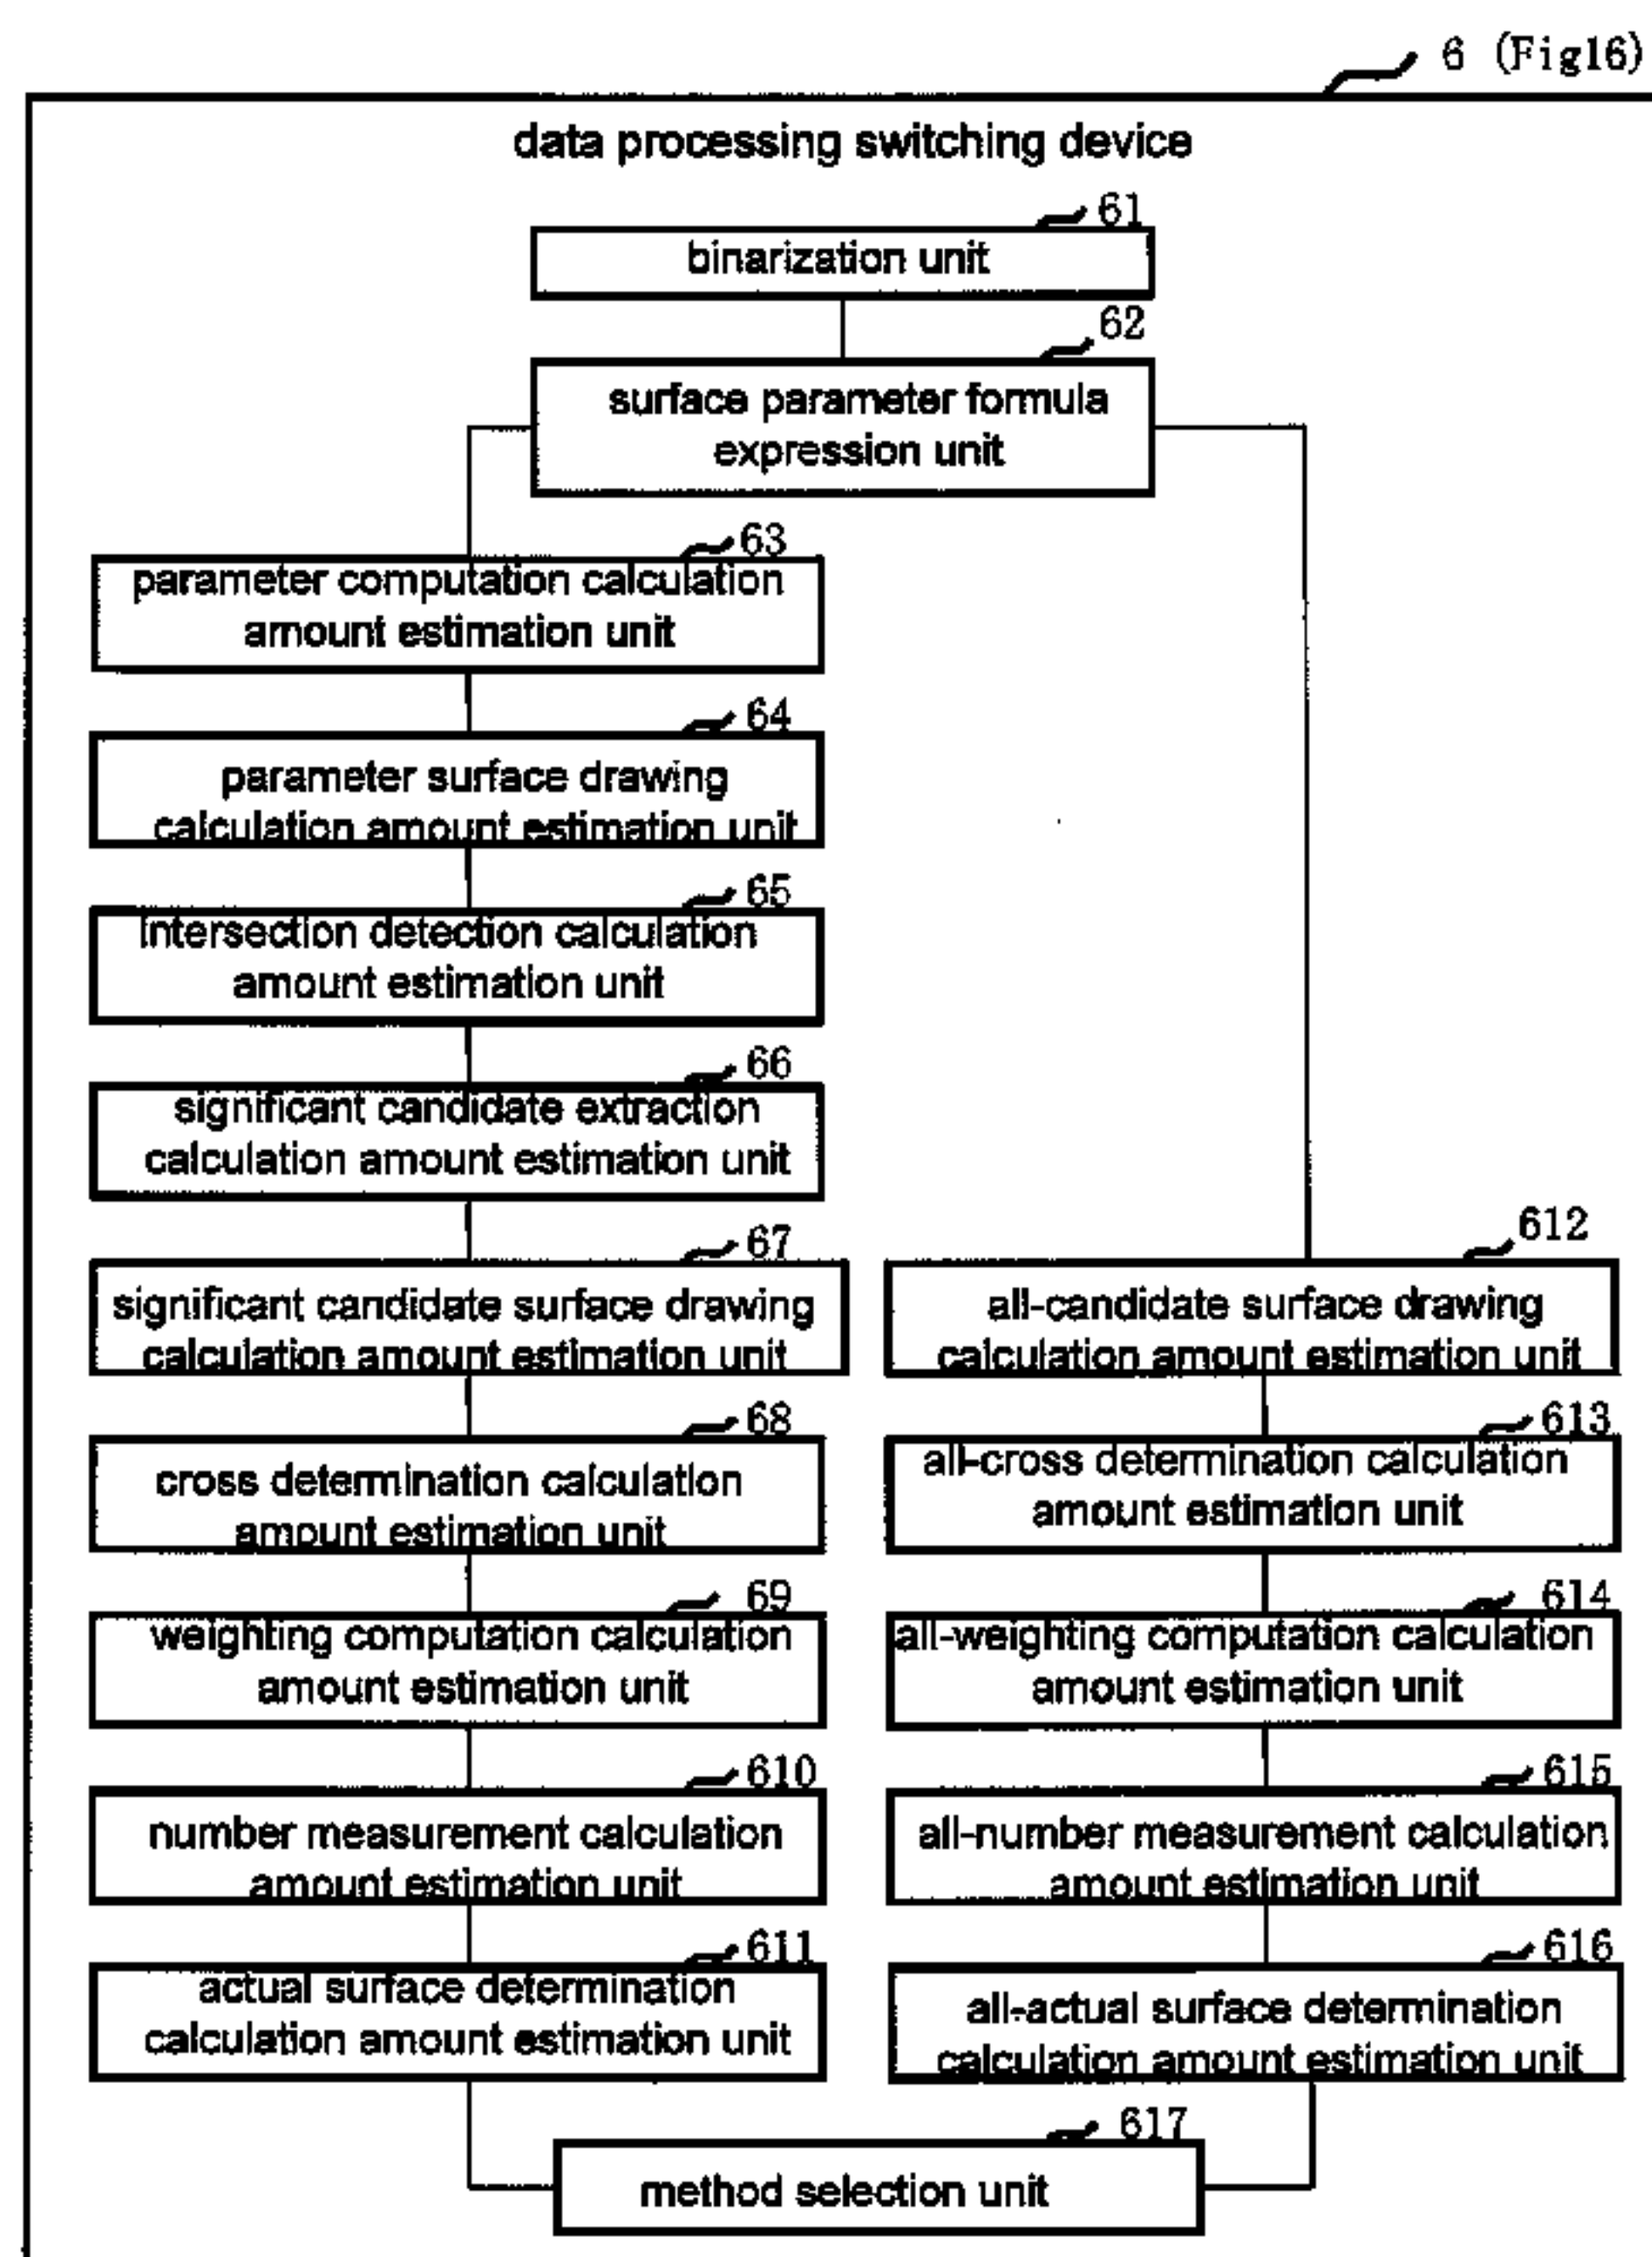 6 (Fig16)
data processing switching device
61
binarization unit
62
surface parameter formula
expression unit
63
parameter computation calculation
amount estimation unit
64
parameter surface drawing
calculation amount estimation unit
65
intersection detection calculation
amount estimation unit
66
significant candidate extraction
calculation amount estimation unit
67
significant candidate surface drawing
calculation amount estimation unit
68
cross determination calculation
amount estimation unit
69
weighting computation calculation
amount estimation unit
610
number measurement calculation
amount estimation unit
611
actual surface determination
calculation amount estimation unit
612
all-candidate surface drawing
calculation amount estimation unit
613
all-cross determination calculation
amount estimation unit
614
all-weighting computation calculation
amount estimation unit
615
all-number measurement calculation
amount estimation unit
616
all-actual surface determination
calculation amount estimation unit
617
method selection unit